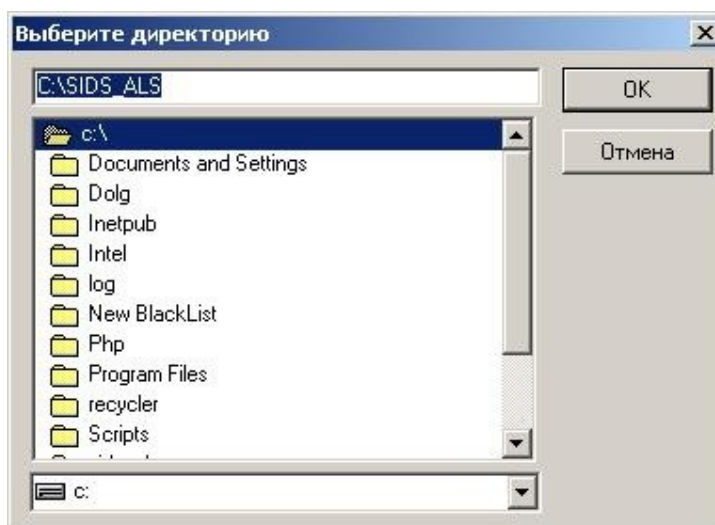 Выберите директорию
C:\SIDS_ALS
OK
c:\
Отмена
Documents and Settings
Dolg
Inetpub
Intel
log
New BlackList
Php
Program Files
recycler
Scripts
c: